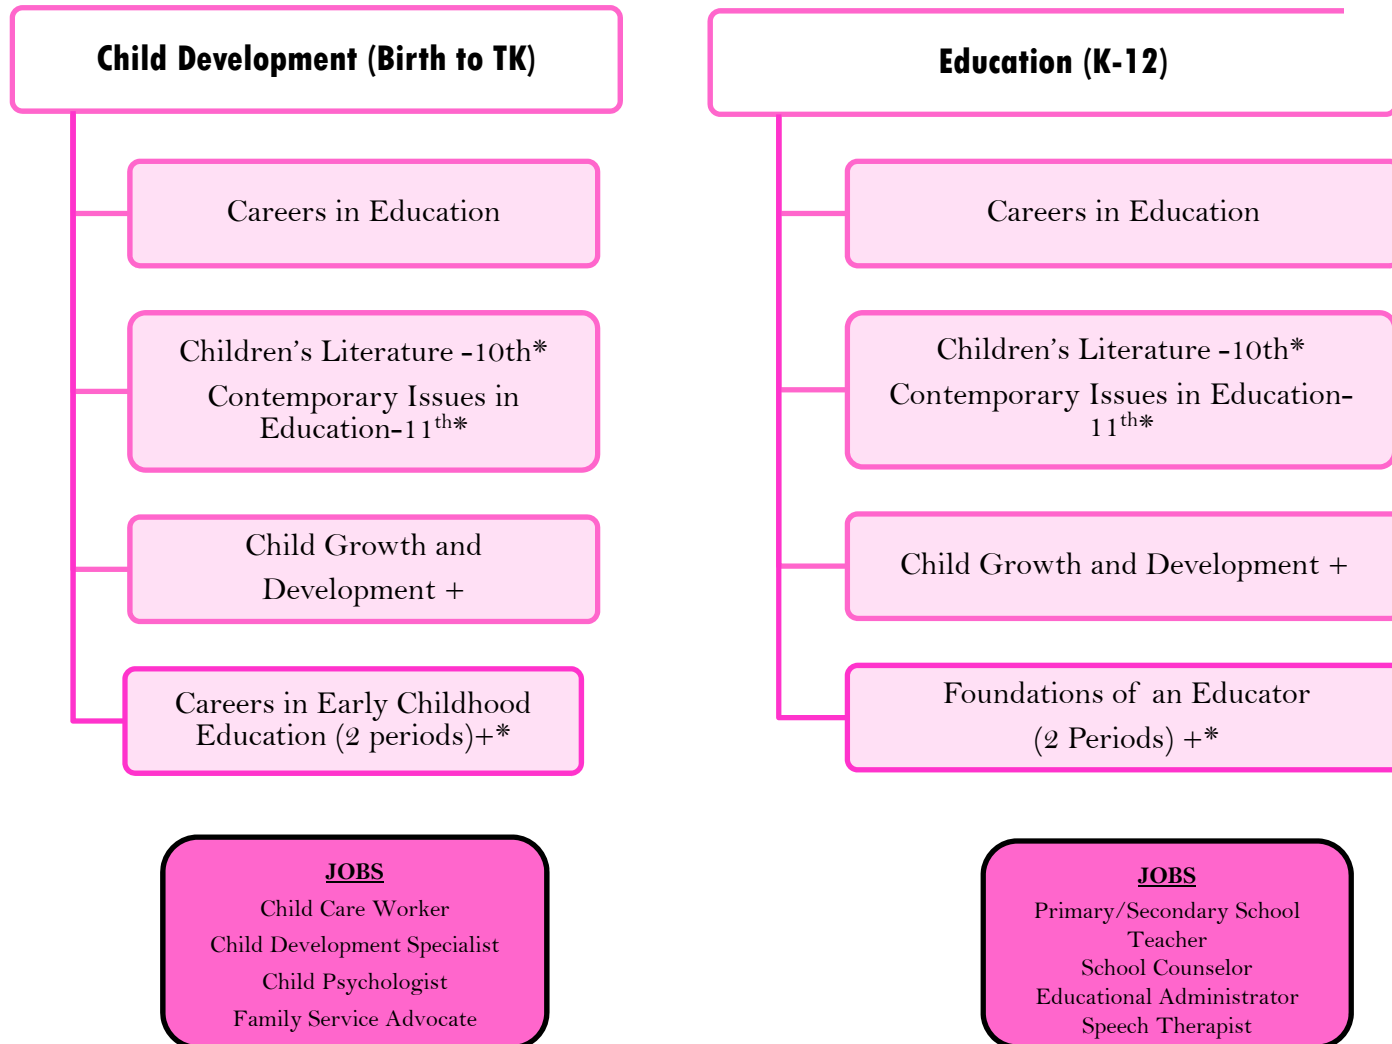 Child Development (Birth to TK)
Careers in Education
Children’s Literature -10th*
Contemporary Issues in
Education-11th*
Child Growth and
Development +
Careers in Early Childhood
Education (2 periods)+*
JOBS
Child Care Worker
Child Development Specialist
Child Psychologist
Family Service Advocate
Education (K-12)
Careers in Education
Children’s Literature -10th*
Contemporary Issues in Education-
11th*
Child Growth and Development +
Foundations of an Educator
(2 Periods) +*
JOBS
Primary/Secondary School
Teacher
School Counselor
Educational Administrator
Speech Therapist